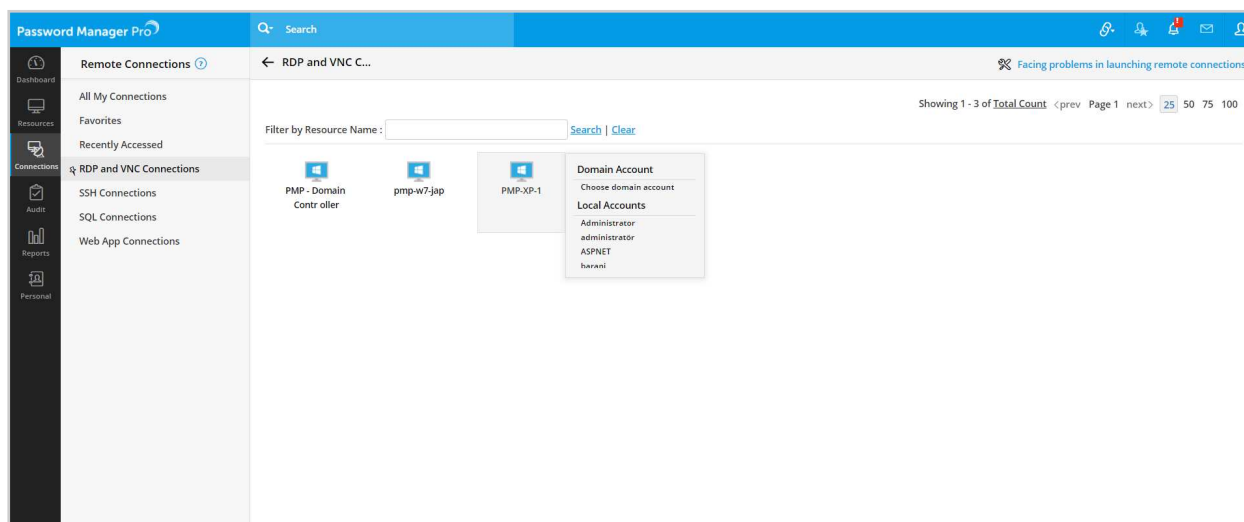 Password Manager Pro
Search
Dashboard
Resources
Connections
Audit
Reports
Personal
Remote Connections ?
All My Connections
Favorites
Recently Accessed
RDP and VNC Connections
SSH Connections
SQL Connections
Web App Connections
← RDP and VNC C...
Facing problems in launching remote connections
Showing 1 - 3 of Total Count <prev Page 1 next> 25 50 75 100
Filter by Resource Name : Search | Clear
PMP - Domain
Contr oller
pmp-w7-jap
PMP-XP-1
Domain Account
Choose domain account
Local Accounts
Administrator
administratör
ASPNET
barani